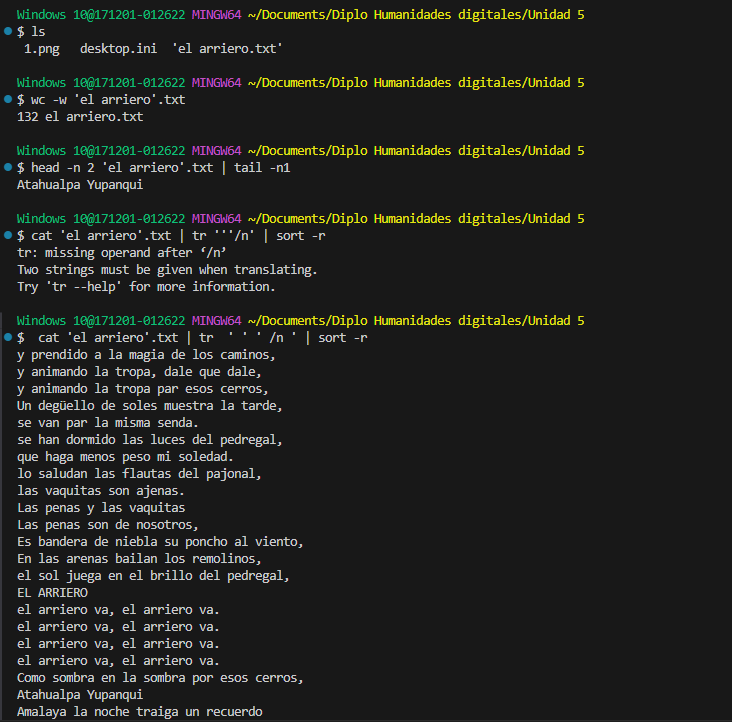 Windows 10@171201-012622 MINGW64 ~/Documents/Diplo Humanidades digitales/Unidad 5
$ ls
1.png   desktop.ini  'el arriero.txt'
Windows 10@171201-012622 MINGW64 ~/Documents/Diplo Humanidades digitales/Unidad 5
$ wc -w 'el arriero'.txt
132 el arriero.txt
Windows 10@171201-012622 MINGW64 ~/Documents/Diplo Humanidades digitales/Unidad 5
$ head -n 2 'el arriero'.txt | tail -n1
Atahualpa Yupanqui
Windows 10@171201-012622 MINGW64 ~/Documents/Diplo Humanidades digitales/Unidad 5
$ cat 'el arriero'.txt | tr '''/n' | sort -r
tr: missing operand after ‘/n’
Two strings must be given when translating.
Try 'tr --help' for more information.
Windows 10@171201-012622 MINGW64 ~/Documents/Diplo Humanidades digitales/Unidad 5
$  cat 'el arriero'.txt | tr  ' ' ' /n ' | sort -r
y prendido a la magia de los caminos,
y animando la tropa, dale que dale,
y animando la tropa par esos cerros,
Un degüello de soles muestra la tarde,
se van par la misma senda.
se han dormido las luces del pedregal,
que haga menos peso mi soledad.
lo saludan las flautas del pajonal,
las vaquitas son ajenas.
Las penas y las vaquitas
Las penas son de nosotros,
Es bandera de niebla su poncho al viento,
En las arenas bailan los remolinos,
el sol juega en el brillo del pedregal,
EL ARRIERO
el arriero va, el arriero va.
el arriero va, el arriero va.
el arriero va, el arriero va.
el arriero va, el arriero va.
Como sombra en la sombra por esos cerros,
Atahualpa Yupanqui
Amalaya la noche traiga un recuerdo